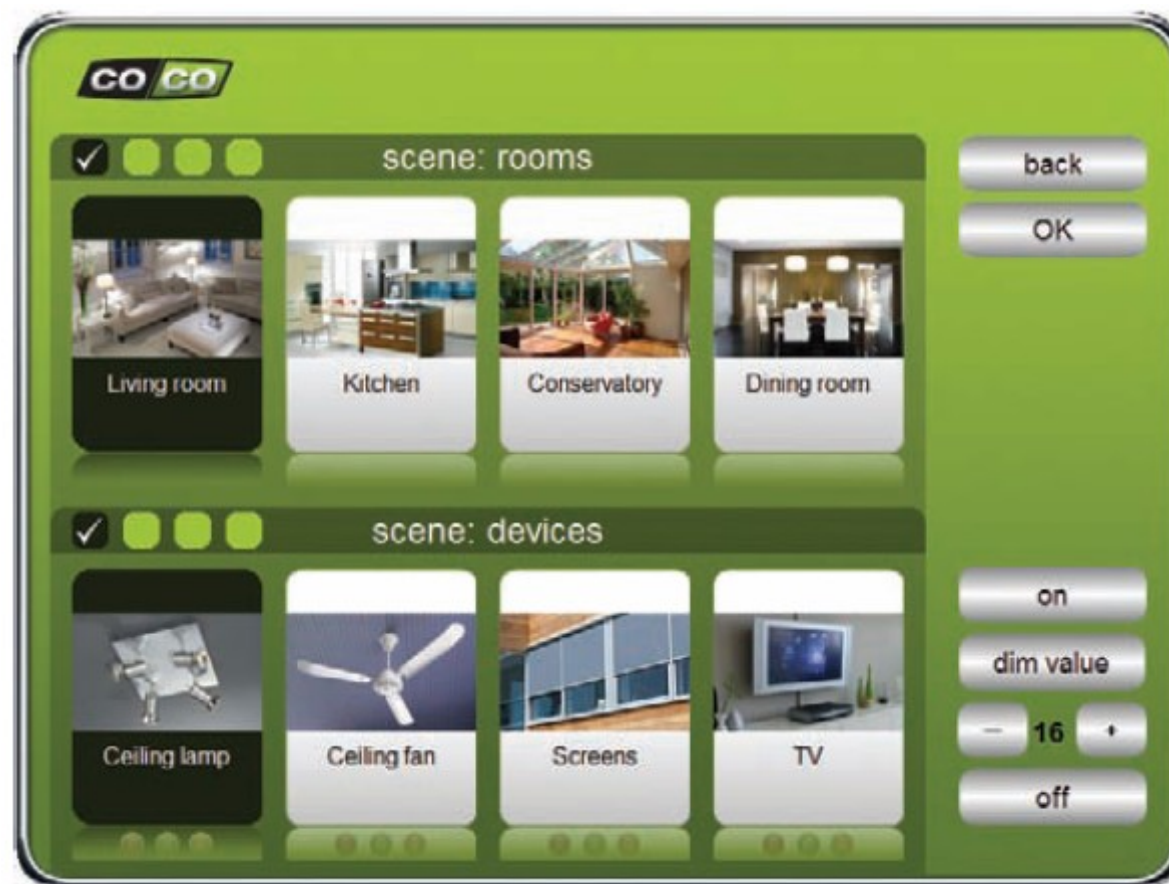 CO CO
scene: rooms
back
OK
Living room
Kitchen
Conservatory
Dining room
scene: devices
on
dim value
– 16 +
off
Ceiling lamp
Ceiling fan
Screens
TV